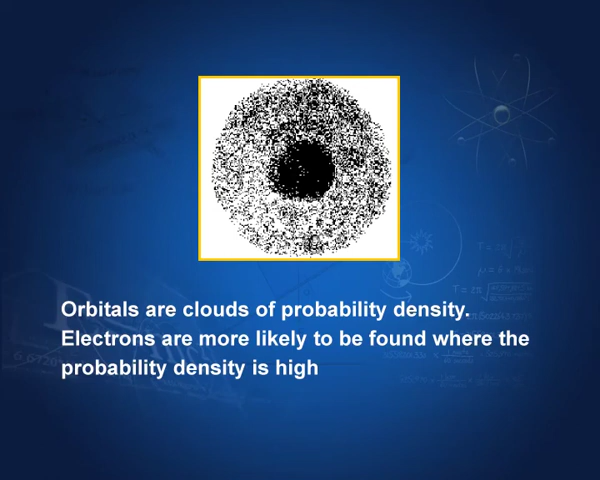 Orbitals are clouds of probability density.
Electrons are more likely to be found where the
probability density is high